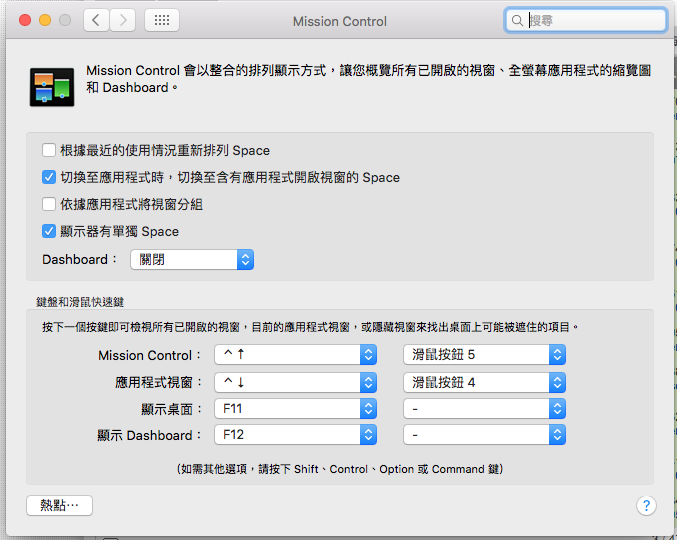 Mission Control
搜尋
Mission Control 會以整合的排列顯示方式，讓您概覽所有已開啟的視窗、全螢幕應用程式的縮覽圖
和 Dashboard。
根據最近的使用情況重新排列 Space
切換至應用程式時，切換至含有應用程式開啟視窗的 Space
依據應用程式將視窗分組
顯示器有單獨 Space
Dashboard： 關閉
鍵盤和滑鼠快速鍵
按下一個按鍵即可檢視所有已開啟的視窗，目前的應用程式視窗，或隱藏視窗來找出桌面上可能被遮住的項目。
Mission Control： ^↑ 滑鼠按鈕 5
應用程式視窗： ^↓ 滑鼠按鈕 4
顯示桌面： F11 -
顯示 Dashboard： F12 -
（如需其他選項，請按下 Shift、Control、Option 或 Command 鍵）
熱點⋯ ?